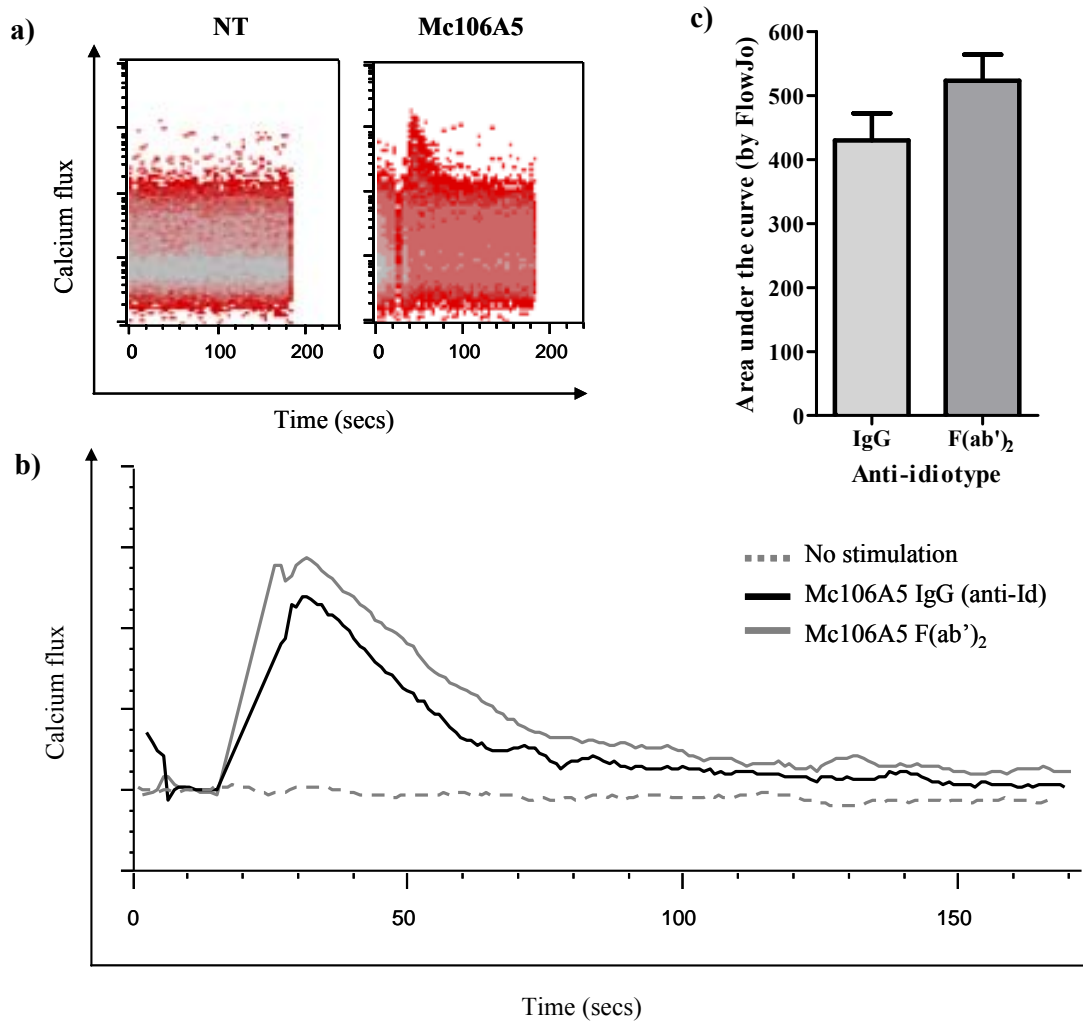 a)
NT
Mc106A5
Calcium flux
0
100
200
0
100
200
Time (secs)
c)
Area under the curve (by FlowJo)
600
500
400
300
200
100
0
IgG
F(ab')2
Anti-idiotype
b)
Calcium flux
No stimulation
Mc106A5 IgG (anti-Id)
Mc106A5 F(ab’)2
0
50
100
150
Time (secs)